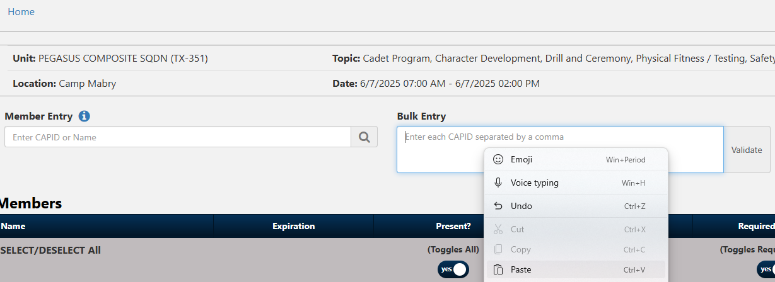 Home
Unit: PEGASUS COMPOSITE SQDN (TX-351)
Topic: Cadet Program, Character Development, Drill and Ceremony, Physical Fitness / Testing, Safety
Location: Camp Mabry
Date: 6/7/2025 07:00 AM - 6/7/2025 02:00 PM
Member Entry
Bulk Entry
Enter CAPID or Name
Enter each CAPID separated by a comma
Validate
Emoji Win+Period
Voice typing Win+H
Undo Ctrl+Z
Cut Ctrl+X
Copy Ctrl+C
Paste Ctrl+V
Members
Name Expiration Present? Required
SELECT/DESELECT All (Toggles All) (Toggles Req
yes yes